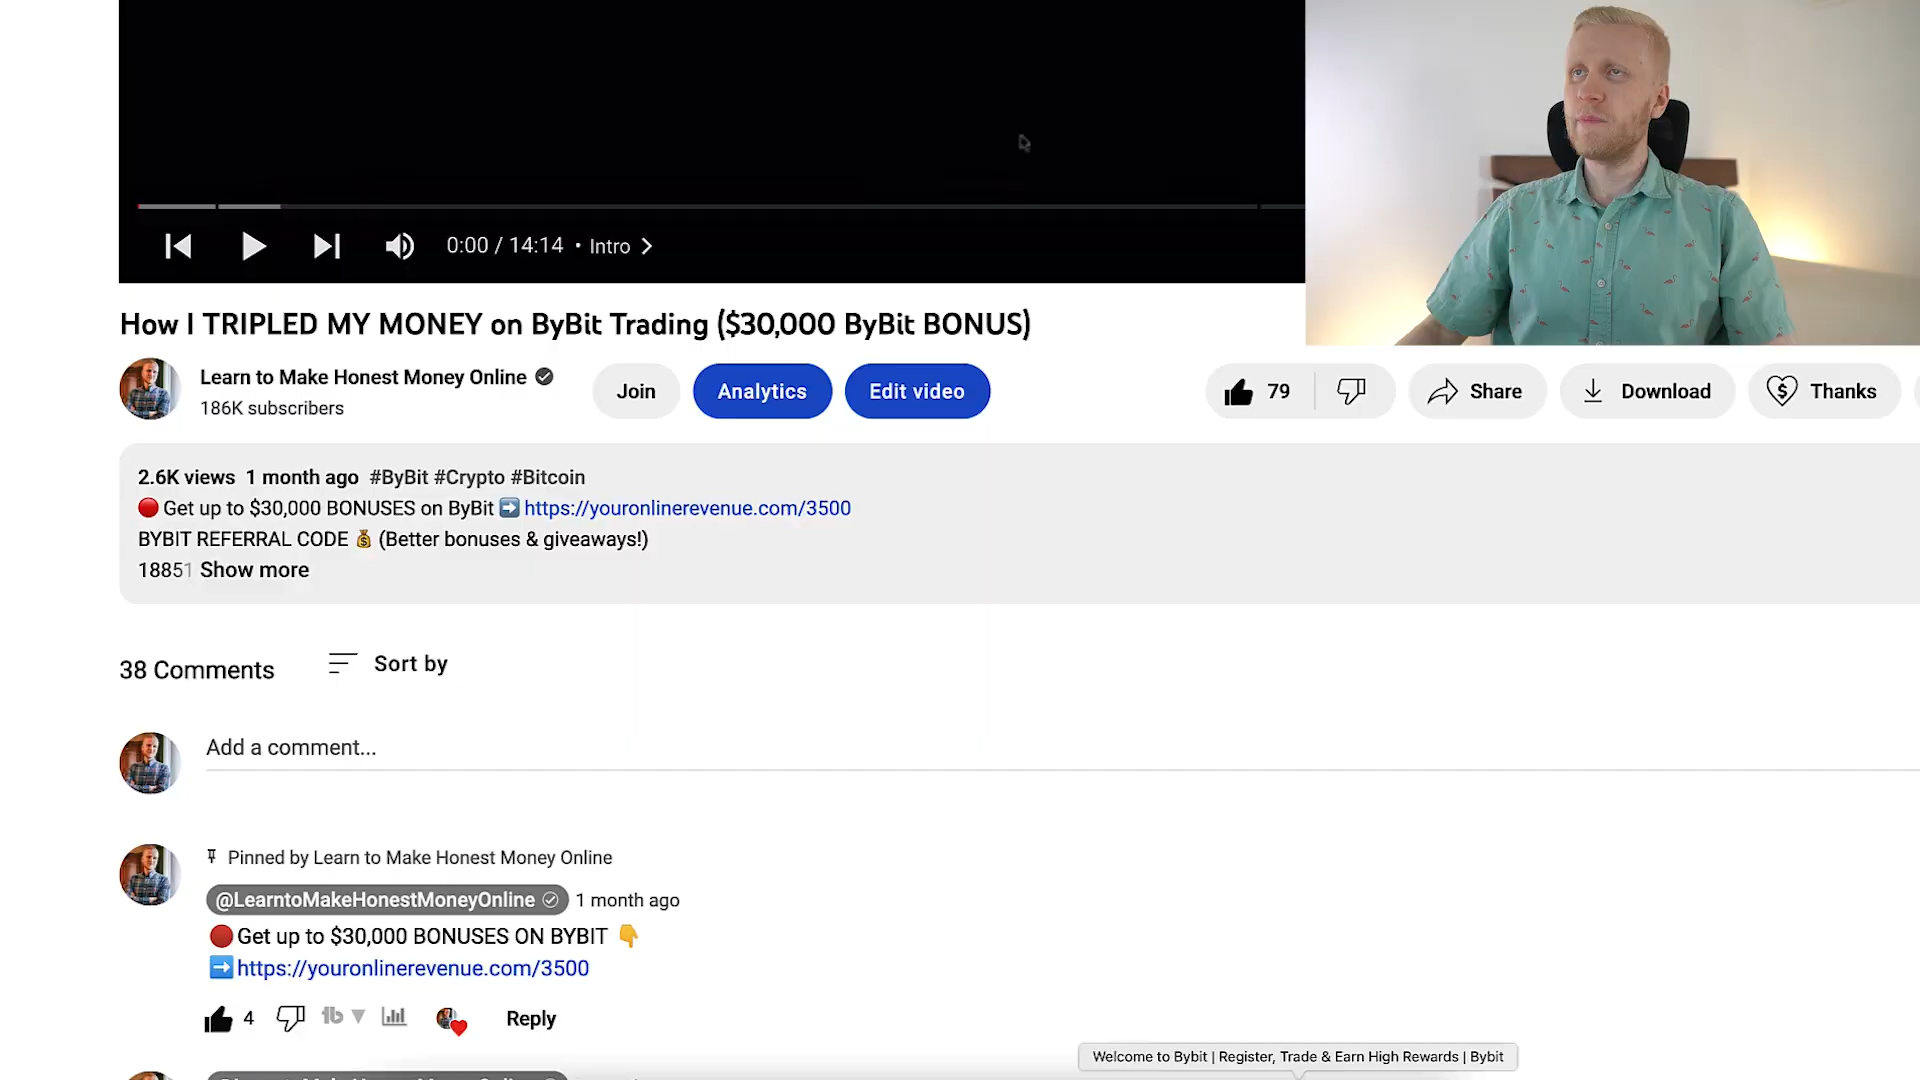 0:00 / 14:14 • Intro
How I TRIPLED MY MONEY on ByBit Trading ($30,000 ByBit BONUS)
Learn to Make Honest Money Online
186K subscribers
Join
Analytics
Edit video
79
Share
Download
Thanks
2.6K views 1 month ago #ByBit #Crypto #Bitcoin
Get up to $30,000 BONUSES on ByBit ➡️ https://youronlinerevenue.com/3500
BYBIT REFERRAL CODE 💰 (Better bonuses & giveaways!)
18851 Show more
38 Comments
Sort by
Add a comment...
Pinned by Learn to Make Honest Money Online
@LearntoMakeHonestMoneyOnline 1 month ago
Get up to $30,000 BONUSES ON BYBIT 👇
➡️https://youronlinerevenue.com/3500
4
Reply
Welcome to Bybit | Register, Trade & Earn High Rewards | Bybit